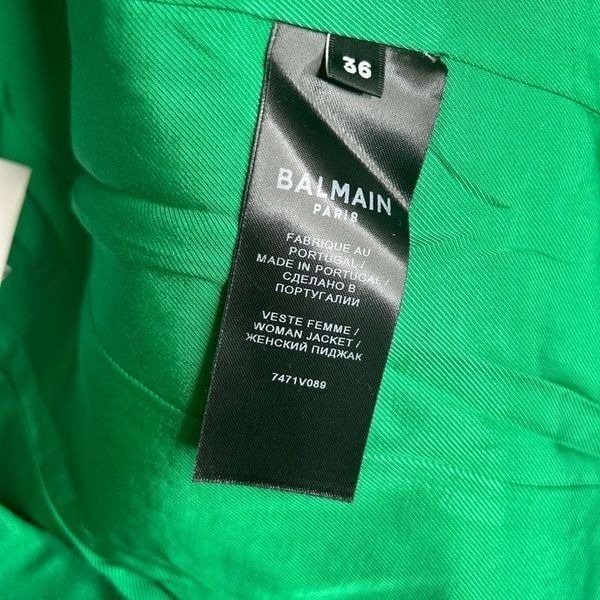 36
BALMAIN
PARIS
FABRIQUE AU
PORTUGAL /
MADE IN PORTUGAL /
СДЕЛАНО В
ПОРТУГАЛИИ
VESTE FEMME /
WOMAN JACKET /
ЖЕНСКИЙ ПИДЖАК
7471V089